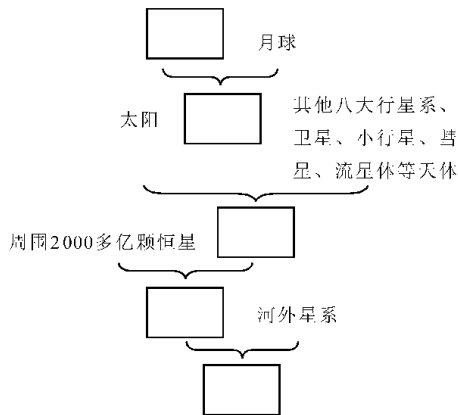 月球
太阳
其他八大行星系、
卫星、小行星、彗
星、流星体等天体
周围2000多亿颗恒星
河外星系